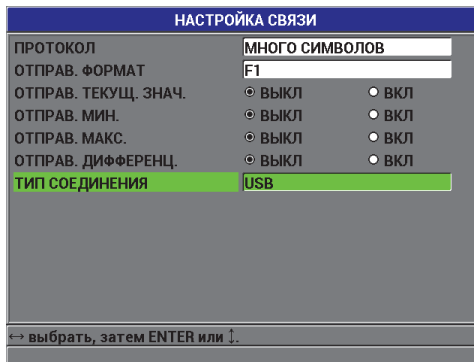 НАСТРОЙКА СВЯЗИ
ПРОТОКОЛ МНОГО СИМВОЛОВ
ОТПРАВ. ФОРМАТ F1
ОТПРАВ. ТЕКУЩ. ЗНАЧ. ВЫКЛ ВКЛ
ОТПРАВ. МИН. ВЫКЛ ВКЛ
ОТПРАВ. МАКС. ВЫКЛ ВКЛ
ОТПРАВ. ДИФФЕРЕНЦ. ВЫКЛ ВКЛ
ТИП СОЕДИНЕНИЯ USB
↔ выбрать, затем ENTER или ↕.